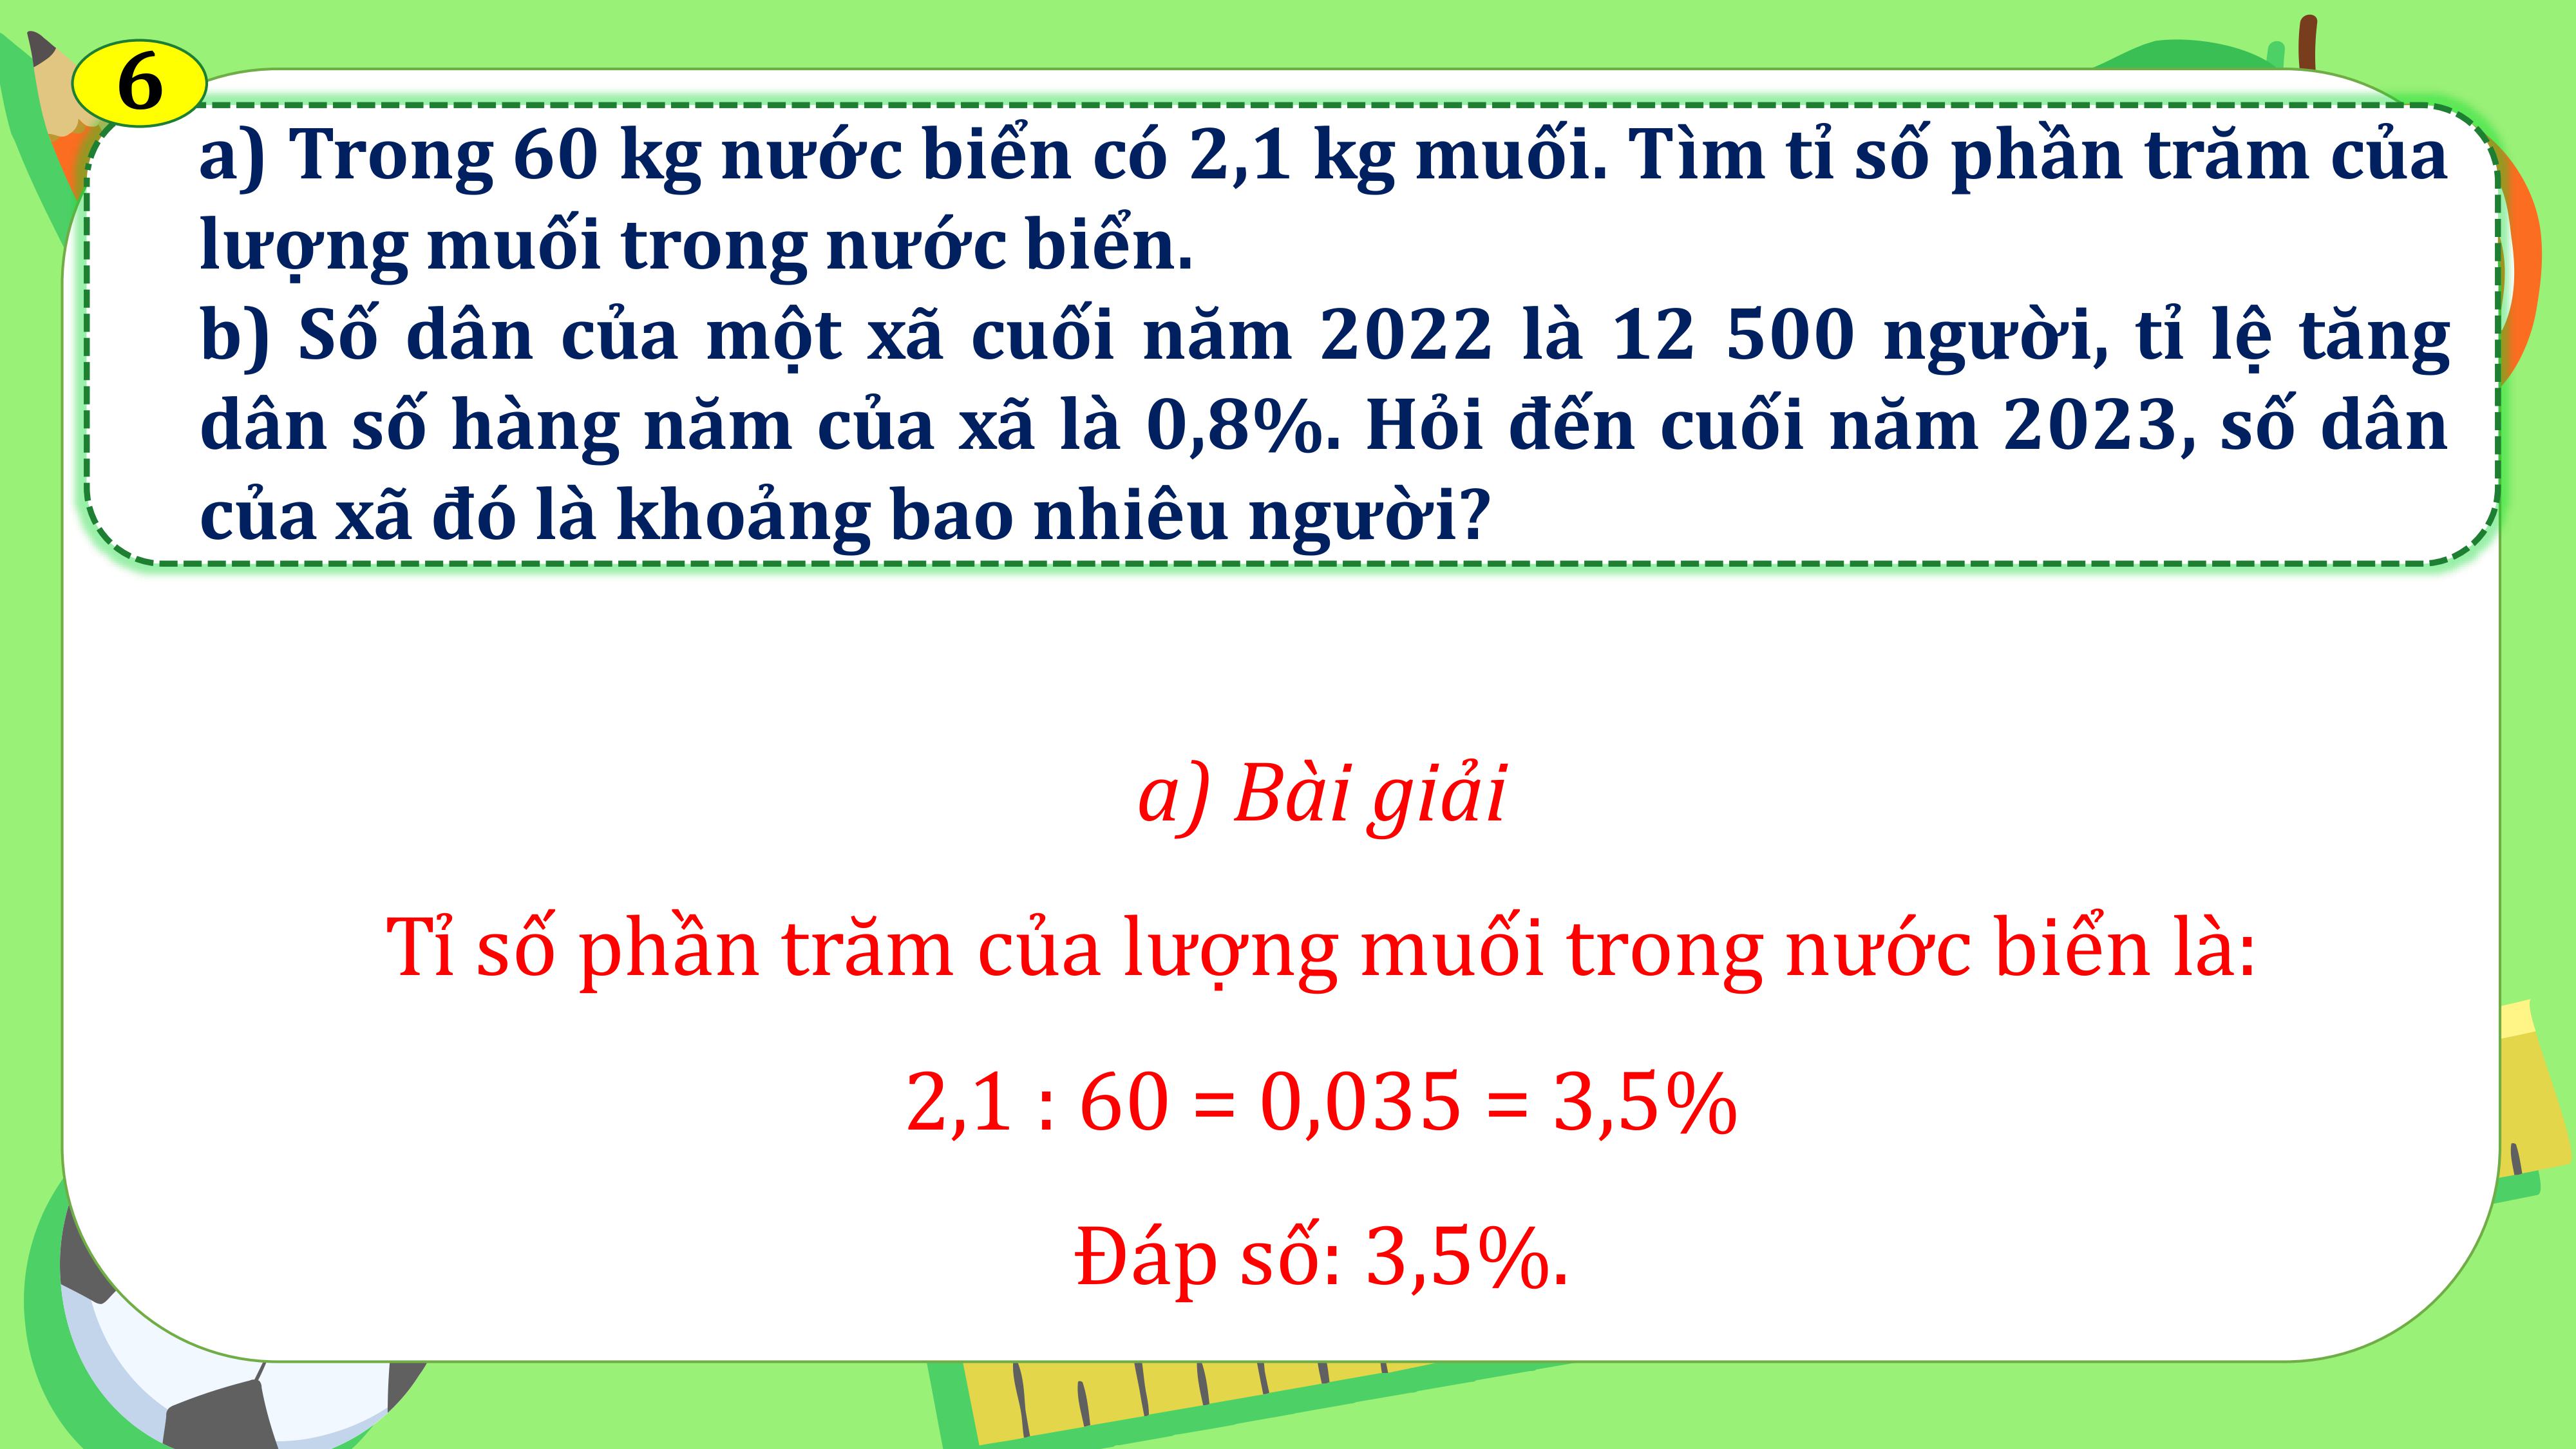 6
a) Trong 60 kg nước biển có 2,1 kg muối. Tìm tỉ số phần trăm của
lượng muối trong nước biển.
b) Số dân của một xã cuối năm 2022 là 12 500 người, tỉ lệ tăng
dân số hàng năm của xã là 0,8%. Hỏi đến cuối năm 2023, số dân
của xã đó là khoảng bao nhiêu người?
a) Bài giải
Tỉ số phần trăm của lượng muối trong nước biển là:
2,1 : 60 = 0,035 = 3,5%
Đáp số: 3,5%.